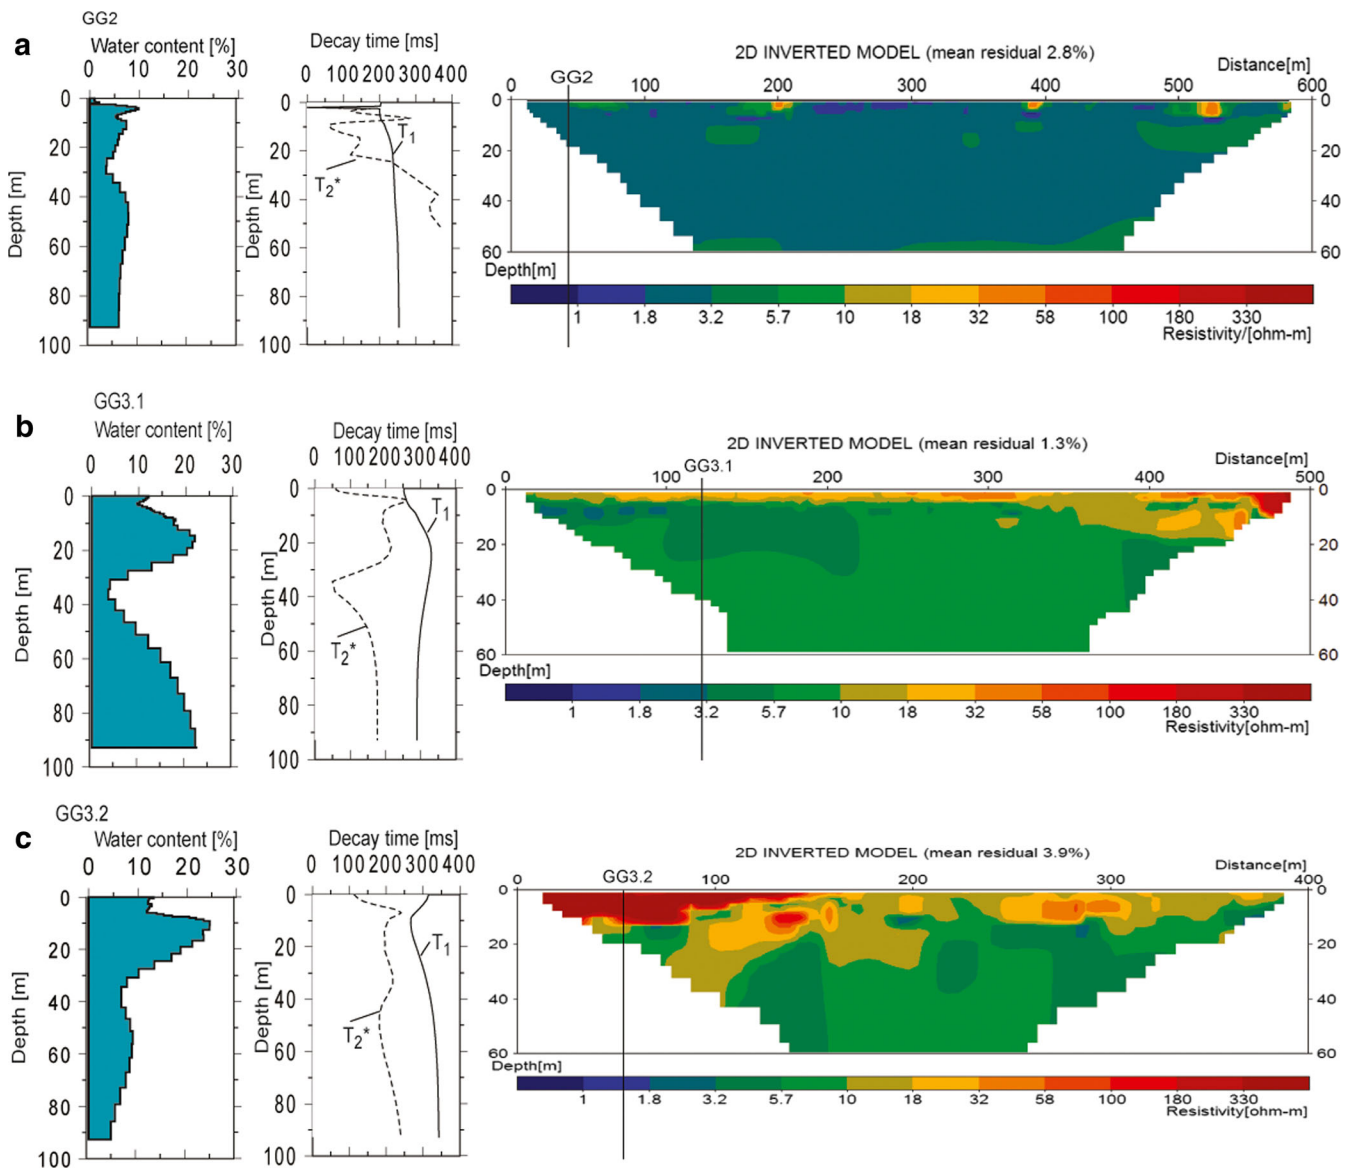 a
GG2
Water content [%]
0 10 20 30
Depth [m]
0
20
40
60
80
100
Decay time [ms]
0 100 200 300 400
Depth [m]
0
20
40
60
80
100
T1
T2*
2D INVERTED MODEL (mean residual 2.8%)
Distance[m]
0 GG2 100 200 300 400 500 600
0 0
20 20
40 40
60 60
Depth[m]
1 1.8 3.2 5.7 10 18 32 58 100 180 330
Resistivity/[ohm-m]
b
GG3.1
Water content [%]
0 10 20 30
Depth [m]
0
20
40
60
80
100
Decay time [ms]
0 100 200 300 400
Depth [m]
0
20
40
60
80
100
T1
T2*
2D INVERTED MODEL (mean residual 1.3%)
Distance[m]
0 100 GG3.1 200 300 400 500
0 0
20 20
40 40
60 60
Depth[m]
1 1.8 3.2 5.7 10 18 32 58 100 180 330
Resistivity[ohm-m]
c
GG3.2
Water content [%]
0 10 20 30
Depth [m]
0
20
40
60
80
100
Decay time [ms]
0 100 200 300 400
Depth [m]
0
20
40
60
80
100
T1
T2*
2D INVERTED MODEL (mean residual 3.9%)
Distance[m]
0 GG3.2 100 200 300 400
0 0
20 20
40 40
60 60
Depth[m]
1 1.8 3.2 5.7 10 18 32 58 100 180 330
Resistivity[ohm-m]